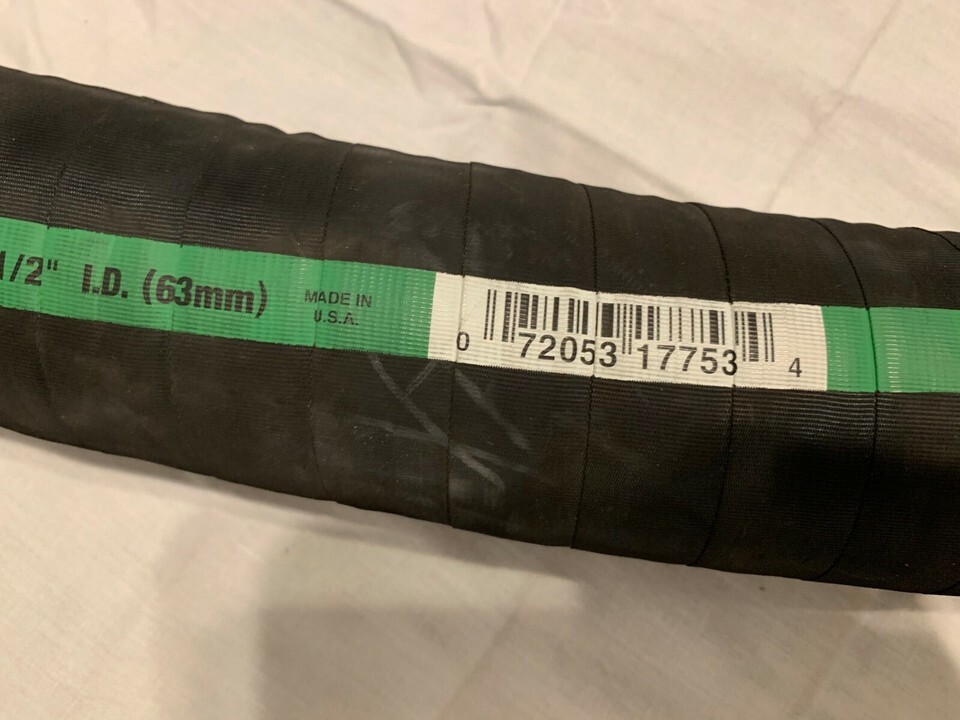 1/2" I.D. (63mm)
MADE IN
U.S.A.
0 72053 17753 4